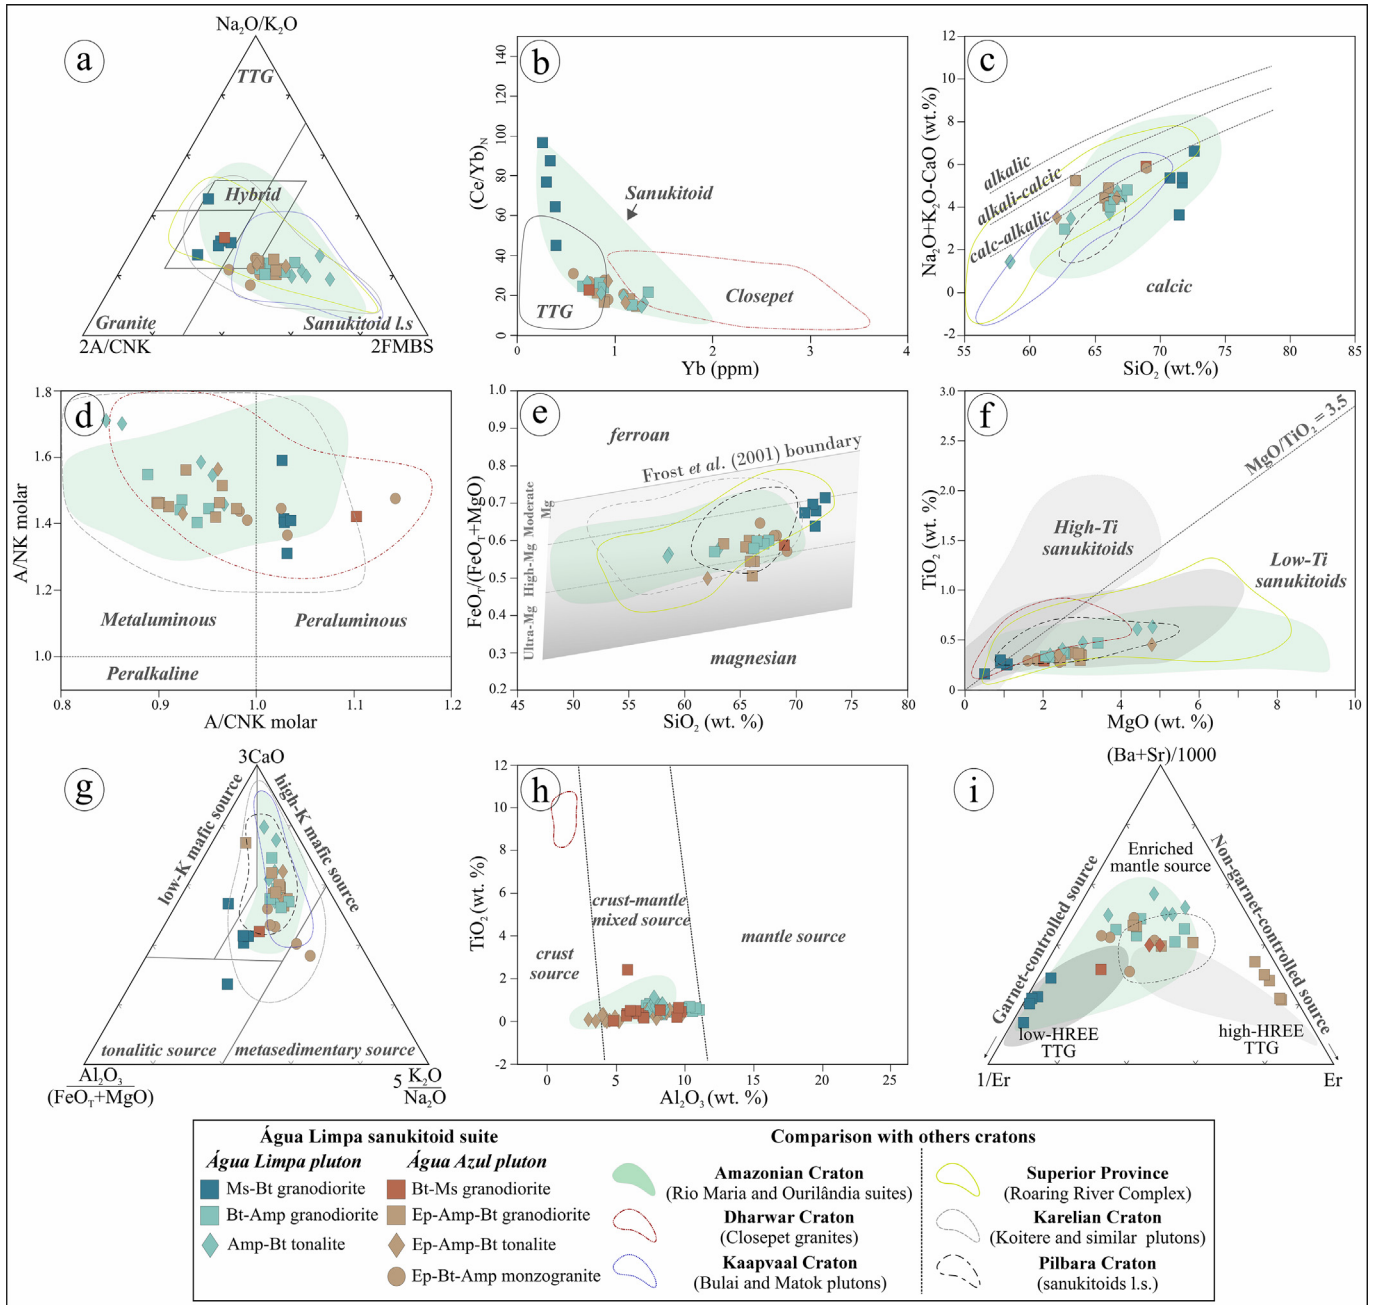 a
Na₂O/K₂O
TTG
Hybrid
Granite
Sanukitoid l.s
2A/CNK
2FMBS
b
(Ce/Yb)N
140
120
100
80
60
40
20
0
Sanukitoid
TTG
Closepet
0 1 2 3 4
Yb (ppm)
c
Na₂O+K₂O-CaO (wt.%)
12
10
8
6
4
2
0
-2
alkalic
alkali-calcic
calc-alkalic
calcic
55 60 65 70 75 80 85
SiO₂ (wt.%)
d
A/NK molar
1.8
1.6
1.4
1.2
1.0
Metaluminous
Peraluminous
Peralkaline
0.8 0.9 1.0 1.1 1.2
A/CNK molar
e
FeOT/(FeOT+MgO)
1.0
0.9
0.8
0.7
0.6
0.5
0.4
0.3
0.2
ferroan
Frost et al. (2001) boundary
Ultra-Mg
High-Mg
Moderate
Mg
magnesian
45 50 55 60 65 70 75 80
SiO₂ (wt. %)
f
TiO₂ (wt. %)
3.0
2.5
2.0
1.5
1.0
0.5
0
MgO/TiO₂ = 3.5
High-Ti
sanukitoids
Low-Ti
sanukitoids
0 2 4 6 8 10
MgO (wt. %)
g
3CaO
low-K mafic source
high-K mafic source
tonalitic source
metasedimentary source
Al₂O₃
(FeOT+MgO)
5 K₂O
Na₂O
h
TiO₂ (wt. %)
12
10
8
6
4
2
0
-2
crust
source
crust-mantle
mixed source
mantle source
0 5 10 15 20 25
Al₂O₃ (wt. %)
i
(Ba+Sr)/1000
Enriched
mantle source
Garnet-controlled source
Non-garnet-controlled source
low-HREE
TTG
high-HREE
TTG
1/Er
Er
Água Limpa sanukitoid suite
Água Limpa pluton
Ms-Bt granodiorite
Bt-Amp granodiorite
Amp-Bt tonalite
Água Azul pluton
Bt-Ms granodiorite
Ep-Amp-Bt granodiorite
Ep-Amp-Bt tonalite
Ep-Bt-Amp monzogranite
Comparison with others cratons
Amazonian Craton
(Rio Maria and Ourilândia suites)
Dharwar Craton
(Closepet granites)
Kaapvaal Craton
(Bulai and Matok plutons)
Superior Province
(Roaring River Complex)
Karelian Craton
(Koitere and similar plutons)
Pilbara Craton
(sanukitoids l.s.)